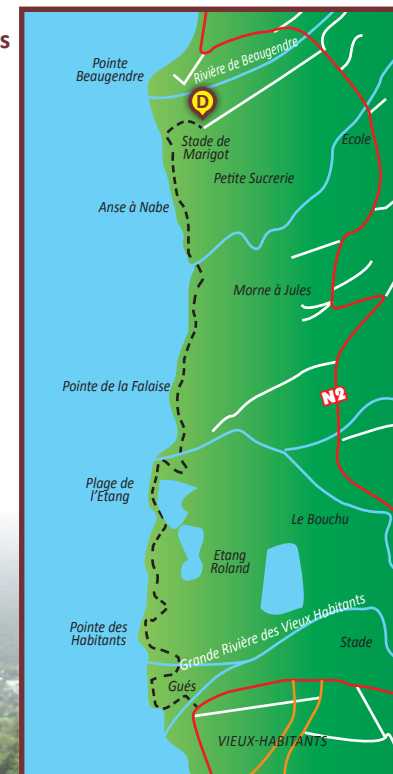 s
Pointe
Beaugendre
Rivière de Beaugendre
D
Stade de
Marigot
Ecole
Petite Sucrerie
Anse à Nabe
Morne à Jules
Pointe de la Falaise
N2
Plage de
l'Etang
Le Bouchu
Etang
Roland
Pointe des
Habitants
Grande Rivière des Vieux Habitants
Stade
Gués
VIEUX-HABITANTS